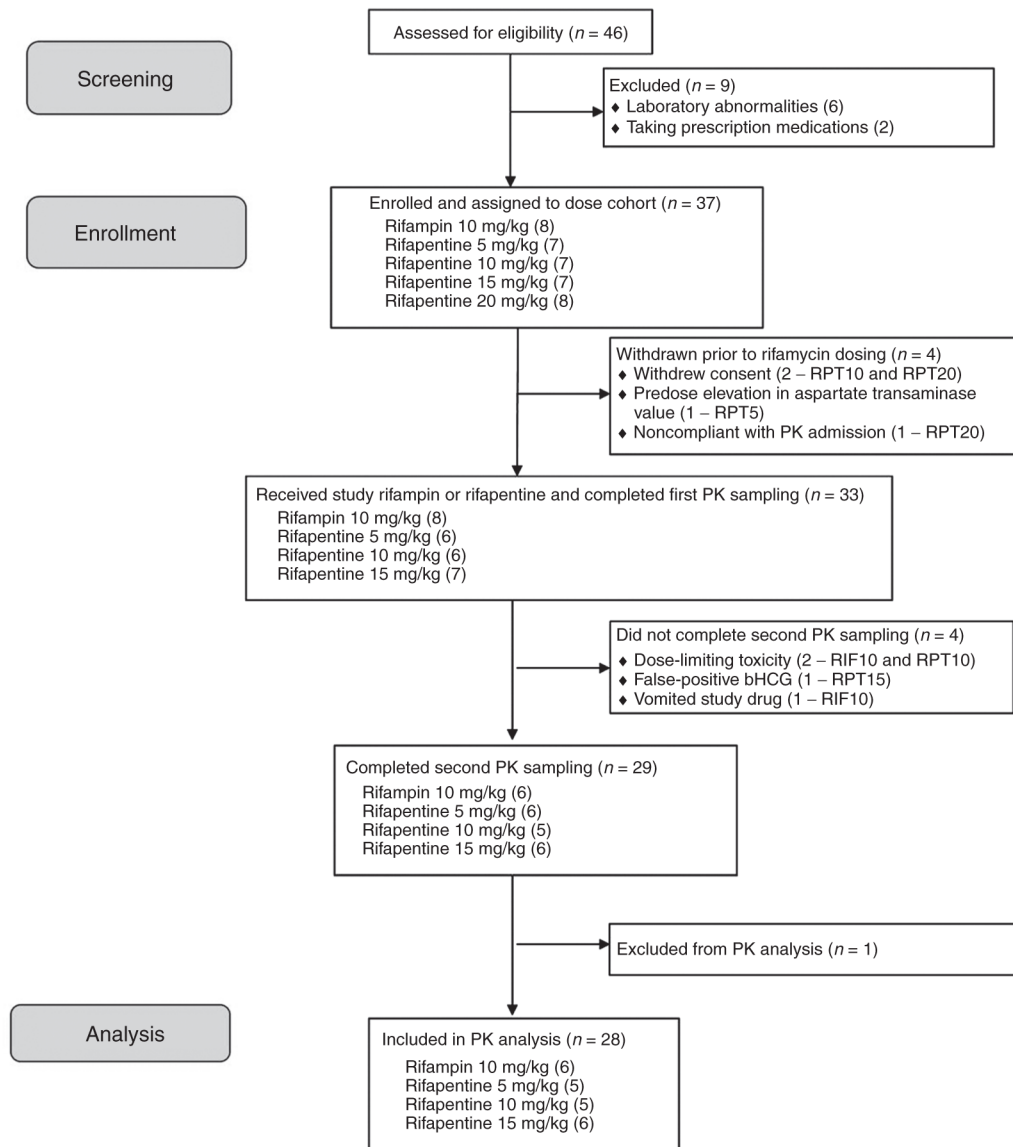 Assessed for eligibility (n = 46)
Screening
Excluded (n = 9)
♦ Laboratory abnormalities (6)
♦ Taking prescription medications (2)
Enrollment
Enrolled and assigned to dose cohort (n = 37)
Rifampin 10 mg/kg (8)
Rifapentine 5 mg/kg (7)
Rifapentine 10 mg/kg (7)
Rifapentine 15 mg/kg (7)
Rifapentine 20 mg/kg (8)
Withdrawn prior to rifamycin dosing (n = 4)
♦ Withdrew consent (2 – RPT10 and RPT20)
♦ Predose elevation in aspartate transaminase
value (1 – RPT5)
♦ Noncompliant with PK admission (1 – RPT20)
Received study rifampin or rifapentine and completed first PK sampling (n = 33)
Rifampin 10 mg/kg (8)
Rifapentine 5 mg/kg (6)
Rifapentine 10 mg/kg (6)
Rifapentine 15 mg/kg (7)
Did not complete second PK sampling (n = 4)
♦ Dose-limiting toxicity (2 – RIF10 and RPT10)
♦ False-positive bHCG (1 – RPT15)
♦ Vomited study drug (1 – RIF10)
Completed second PK sampling (n = 29)
Rifampin 10 mg/kg (6)
Rifapentine 5 mg/kg (6)
Rifapentine 10 mg/kg (5)
Rifapentine 15 mg/kg (6)
Excluded from PK analysis (n = 1)
Analysis
Included in PK analysis (n = 28)
Rifampin 10 mg/kg (6)
Rifapentine 5 mg/kg (5)
Rifapentine 10 mg/kg (5)
Rifapentine 15 mg/kg (6)